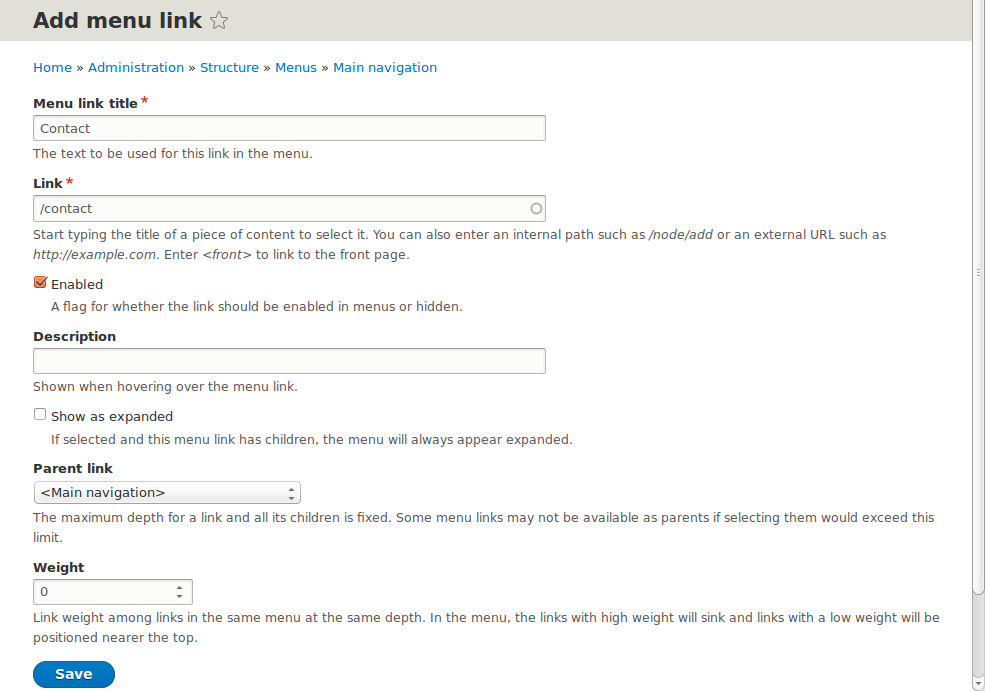 Add menu link
Home » Administration » Structure » Menus » Main navigation
Menu link title *
Contact
The text to be used for this link in the menu.
Link *
/contact
Start typing the title of a piece of content to select it. You can also enter an internal path such as /node/add or an external URL such as
http://example.com. Enter <front> to link to the front page.
Enabled
A flag for whether the link should be enabled in menus or hidden.
Description
Shown when hovering over the menu link.
Show as expanded
If selected and this menu link has children, the menu will always appear expanded.
Parent link
<Main navigation>
The maximum depth for a link and all its children is fixed. Some menu links may not be available as parents if selecting them would exceed this
limit.
Weight
0
Link weight among links in the same menu at the same depth. In the menu, the links with high weight will sink and links with a low weight will be
positioned nearer the top.
Save